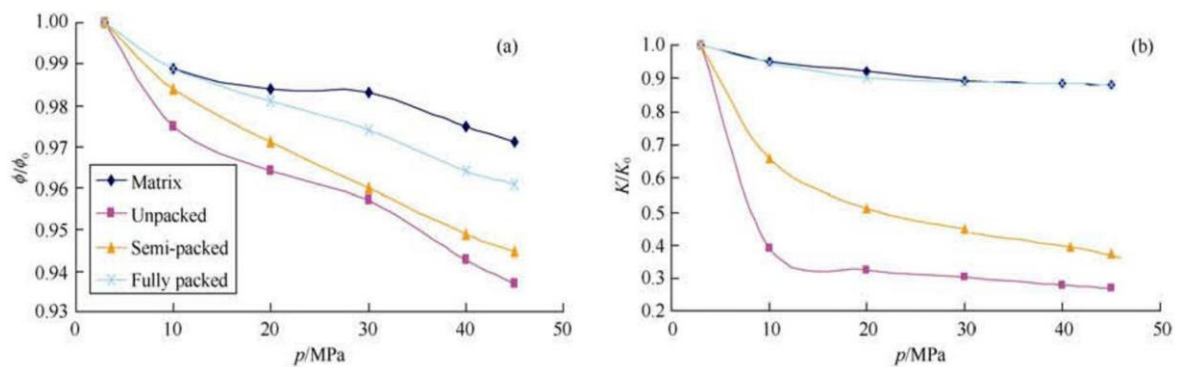 (a)
1.00
0.99
0.98
0.97
0.96
0.95
0.94
0.93
ϕ/ϕo
Matrix
Unpacked
Semi-packed
Fully packed
0 10 20 30 40 50
p/MPa
(b)
1.0
0.9
0.8
0.7
0.6
0.5
0.4
0.3
0.2
K/Ko
0 10 20 30 40 50
p/MPa